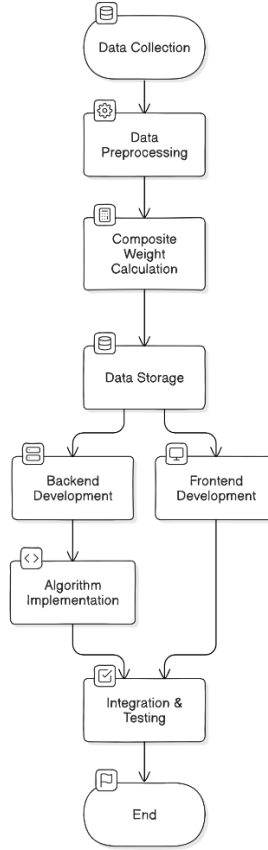 Data Collection
Data
Preprocessing
Composite
Weight
Calculation
Data Storage
Backend
Development
Frontend
Development
Algorithm
Implementation
Integration &
Testing
End